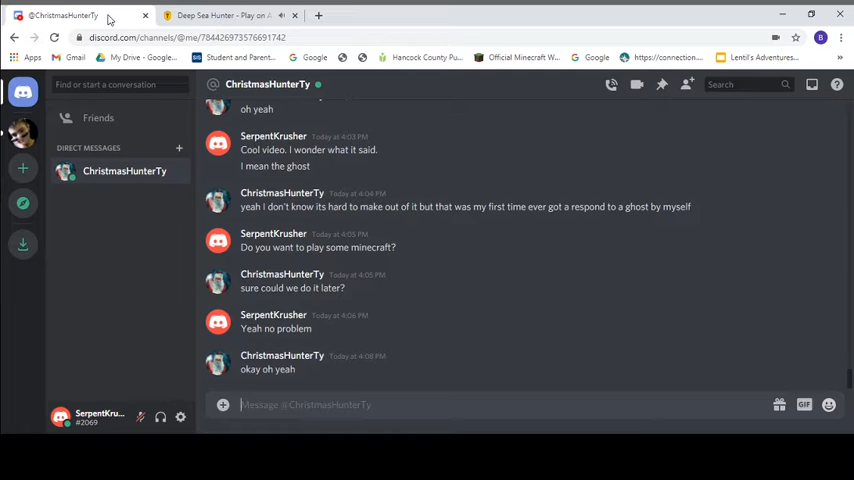 @ChristmasHunterTy
Deep Sea Hunter - Play on A
discord.com/channels/@me/784427673576691742
Apps
Gmail
My Drive - Google...
SIS
Student and Parent...
Google
Hancock County Pu...
Official Minecraft W...
Google
https://connection...
Lentil's Adventures...
Find or start a conversation
@ ChristmasHunterTy
Search
Friends
DIRECT MESSAGES
ChristmasHunterTy
oh yeah
SerpentKrusher Today at 4:03 PM
Cool video. I wonder what it said.
I mean the ghost
ChristmasHunterTy Today at 4:04 PM
yeah I don't know its hard to make out of it but that was my first time ever got a respond to a ghost by myself
SerpentKrusher Today at 4:05 PM
Do you want to play some minecraft?
ChristmasHunterTy Today at 4:05 PM
sure could we do it later?
SerpentKrusher Today at 4:06 PM
Yeah no problem
ChristmasHunterTy Today at 4:08 PM
okay oh yeah
Message @ChristmasHunterTy
GIF
SerpentKru...
#2069